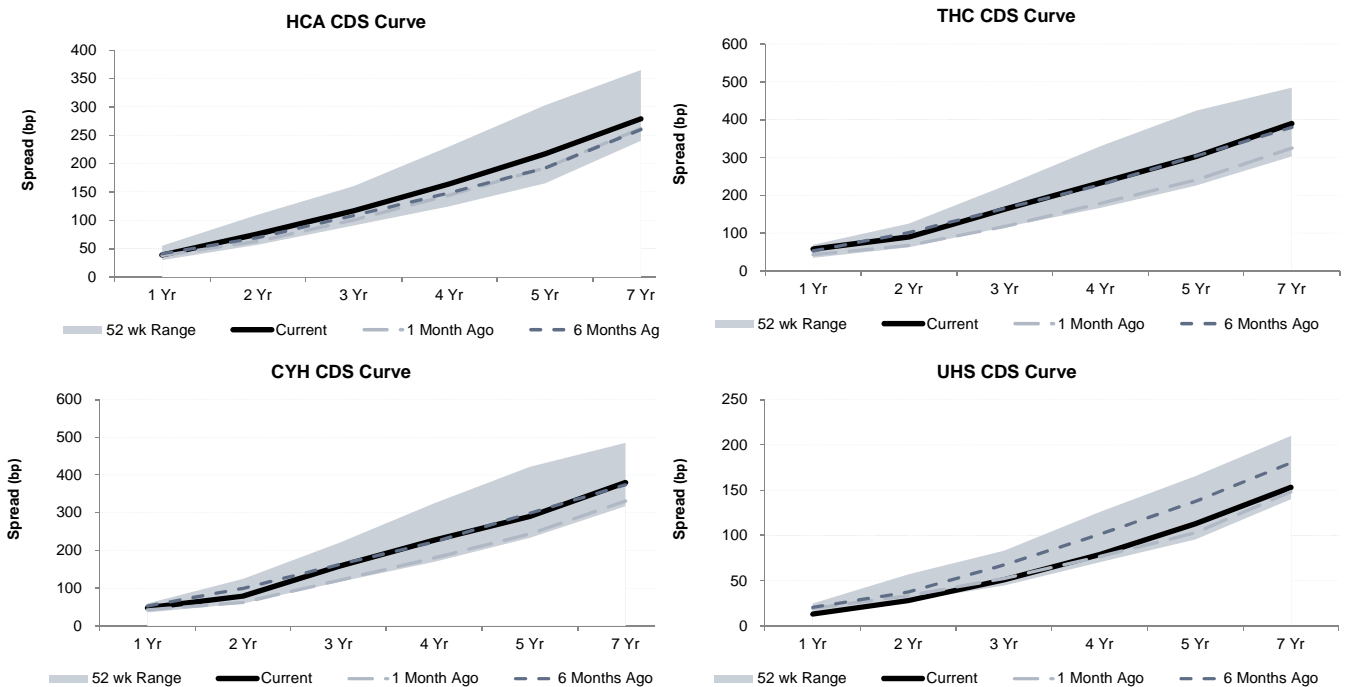 HCA CDS Curve
400
350
300
250
200
150
100
50
0
Spread (bp)
1 Yr 2 Yr 3 Yr 4 Yr 5 Yr 7 Yr
52 wk Range Current 1 Month Ago 6 Months Ag
THC CDS Curve
600
500
400
300
200
100
0
Spread (bp)
1 Yr 2 Yr 3 Yr 4 Yr 5 Yr 7 Yr
52 wk Range Current 1 Month Ago 6 Months Ago
CYH CDS Curve
600
500
400
300
200
100
0
Spread (bp)
1 Yr 2 Yr 3 Yr 4 Yr 5 Yr 7 Yr
52 wk Range Current 1 Month Ago 6 Months Ago
UHS CDS Curve
250
200
150
100
50
0
Spread (bp)
1 Yr 2 Yr 3 Yr 4 Yr 5 Yr 7 Yr
52 wk Range Current 1 Month Ago 6 Months Ago